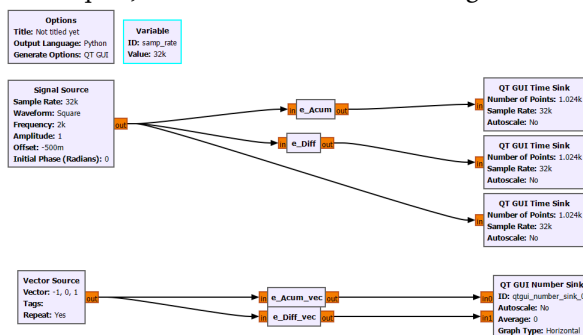 Options
Title: Not titled yet
Output Language: Python
Generate Options: QT GUI
Variable
ID: samp_rate
Value: 32k
Signal Source
Sample Rate: 32k
Waveform: Square
Frequency: 2k
Amplitude: 1
Offset: -500m
Initial Phase (Radians): 0
out
in e_Acum out
in e_Diff out
in
QT GUI Time Sink
Number of Points: 1.024k
Sample Rate: 32k
Autoscale: No
in
QT GUI Time Sink
Number of Points: 1.024k
Sample Rate: 32k
Autoscale: No
in
QT GUI Time Sink
Number of Points: 1.024k
Sample Rate: 32k
Autoscale: No
Vector Source
Vector: -1, 0, 1
Tags:
Repeat: Yes
out
in e_Acum_vec out
in e_Diff_vec out
in0
in1
QT GUI Number Sink
ID: qtgui_number_sink_0
Autoscale: No
Average: 0
Graph Type: Horizontal